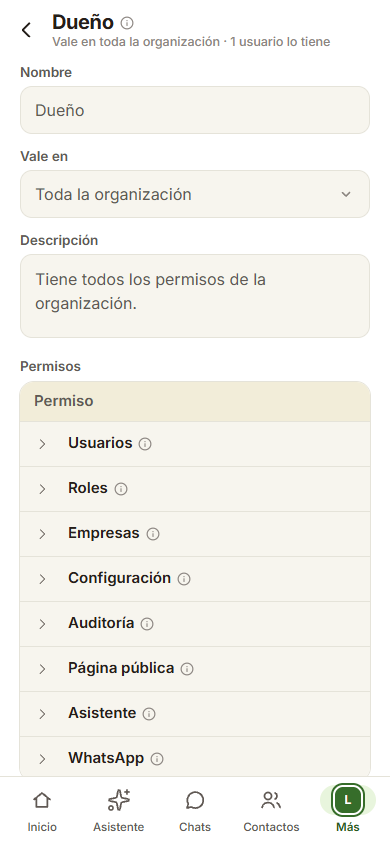 Dueño
Vale en toda la organización · 1 usuario lo tiene
Nombre
Dueño
Vale en
Toda la organización
Descripción
Tiene todos los permisos de la
organización.
Permisos
Permiso
Usuarios
Roles
Empresas
Configuración
Auditoría
Página pública
Asistente
WhatsApp
L
Inicio
Asistente
Chats
Contactos
Más